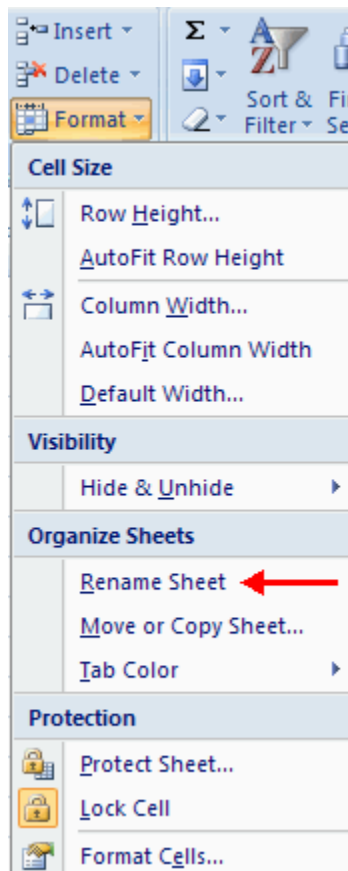 Insert
Delete
Format
Σ
A
Z
Sort &
Filter
Fi
Se
Cell Size
Row Height...
AutoFit Row Height
Column Width...
AutoFit Column Width
Default Width...
Visibility
Hide & Unhide
Organize Sheets
Rename Sheet
Move or Copy Sheet...
Tab Color
Protection
Protect Sheet...
Lock Cell
Format Cells...